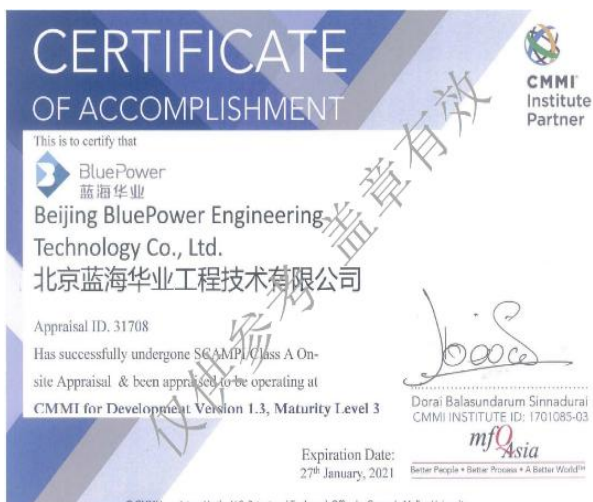 CERTIFICATE
OF ACCOMPLISHMENT
CMMI
Institute
Partner
This is to certify that
BluePower
蓝海华业
Beijing BluePower Engineering
Technology Co., Ltd.
北京蓝海华业工程技术有限公司
Appraisal ID. 31708
Has successfully undergone SCAMPI Class A On-
site Appraisal & been appraised to be operating at
CMMI for Development Version 1.3, Maturity Level 3
Dorai Balasundarum Sinnadurai
CMMI INSTITUTE ID: 1701085-03
mfQ
Asia
Better People • Better Process • A Better World™
Expiration Date:
27th January, 2021
仅供参考 盖章有效